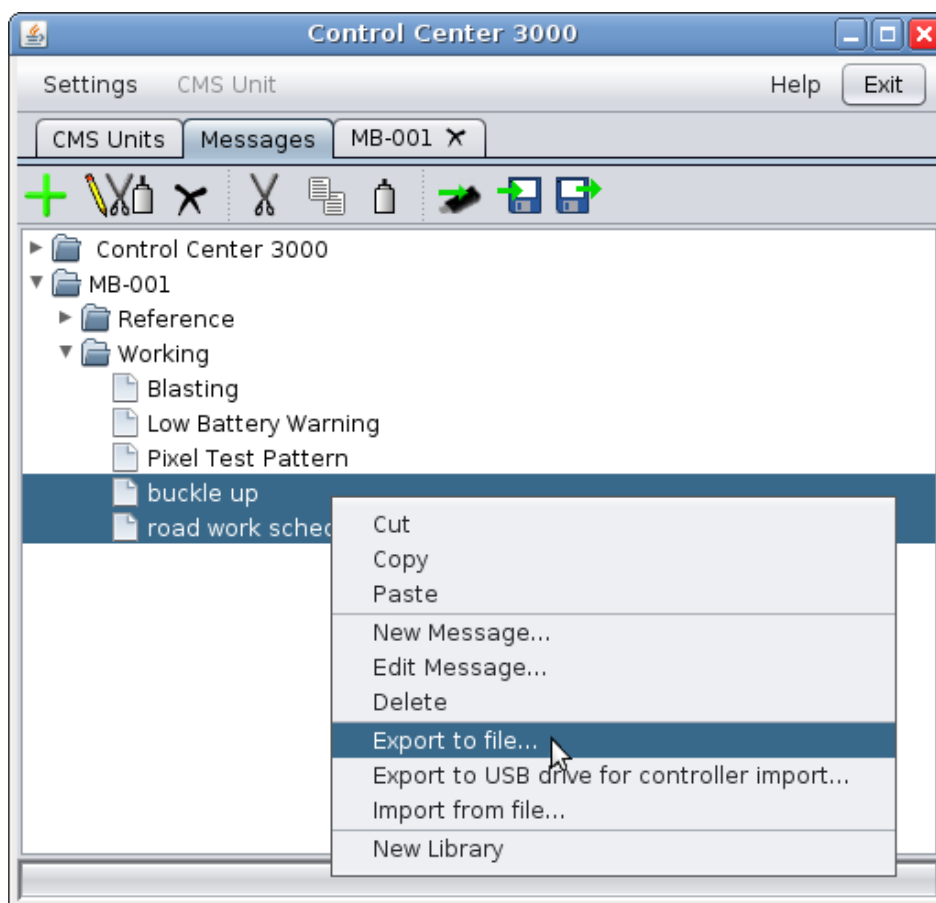 Control Center 3000
Settings CMS Unit Help Exit
CMS Units Messages MB-001
Control Center 3000
MB-001
Reference
Working
Blasting
Low Battery Warning
Pixel Test Pattern
buckle up
road work
Cut
Copy
Paste
New Message...
Edit Message...
Delete
Export to file...
Export to USB drive for controller import...
Import from file...
New Library